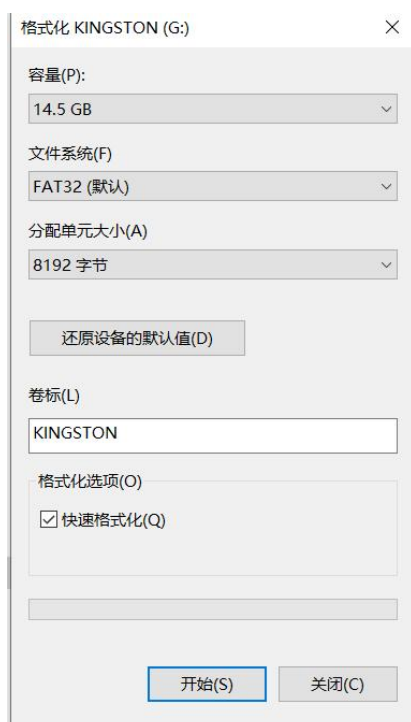 格式化 KINGSTON (G:)
容量(P):
14.5 GB
文件系统(F)
FAT32 (默认)
分配单元大小(A)
8192 字节
还原设备的默认值(D)
卷标(L)
KINGSTON
格式化选项(O)
快速格式化(Q)
开始(S)
关闭(C)